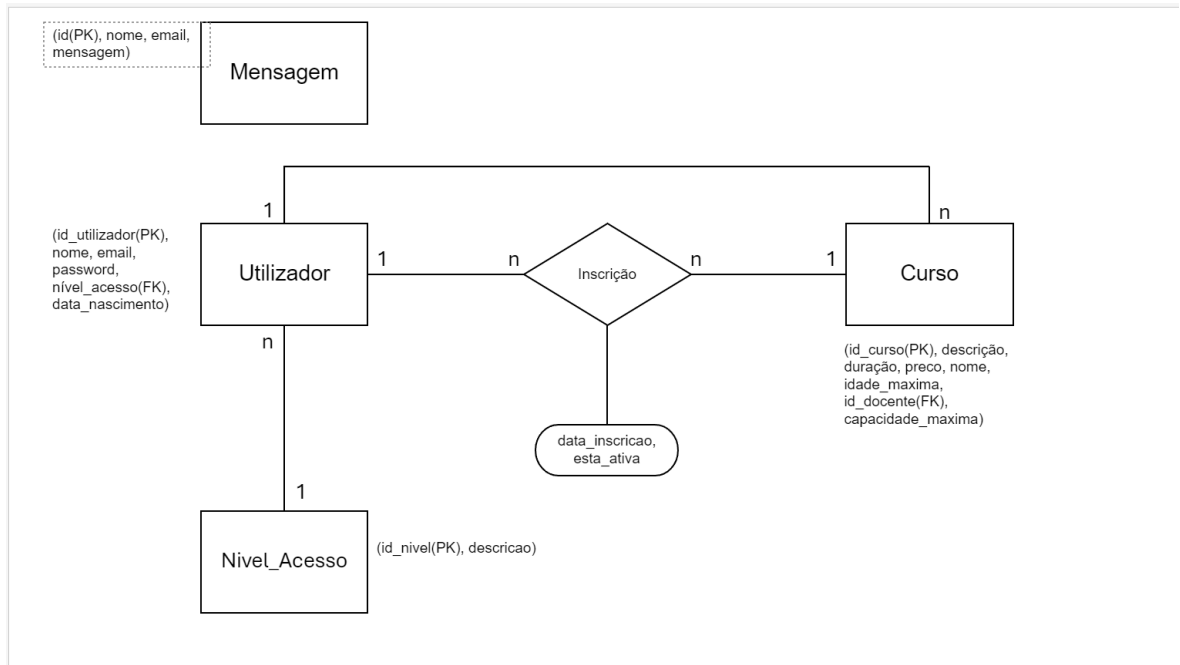 (id(PK), nome, email,
mensagem)
Mensagem
1
n
(id_utilizador(PK),
nome, email,
password,
nível_acesso(FK),
data_nascimento)
Utilizador
1
n
Inscrição
n
1
Curso
n
(id_curso(PK), descrição,
duração, preco, nome,
idade_maxima,
id_docente(FK),
capacidade_maxima)
data_inscricao,
esta_ativa
1
Nivel_Acesso
(id_nivel(PK), descricao)